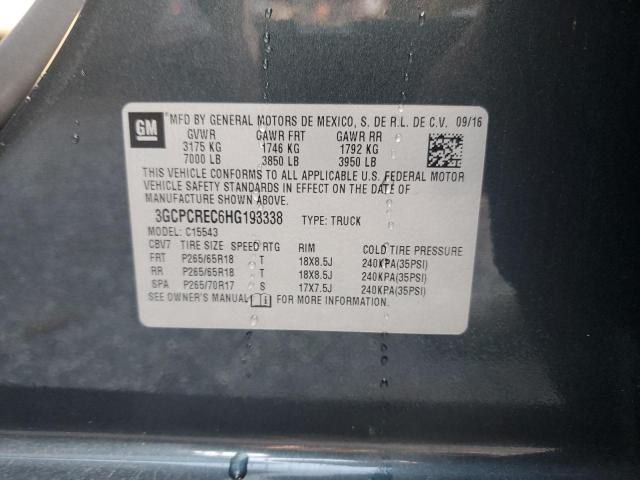 GM MFD BY GENERAL MOTORS DE MEXICO, S. DE R.L. DE C.V. 09/16
GVWR GAWR FRT GAWR RR
3175 KG 1746 KG 1792 KG
7000 LB 3850 LB 3950 LB
THIS VEHICLE CONFORMS TO ALL APPLICABLE U.S. FEDERAL MOTOR
VEHICLE SAFETY STANDARDS IN EFFECT ON THE DATE OF
MANUFACTURE SHOWN ABOVE.
3GCPCREC6HG193338 TYPE: TRUCK
MODEL: C15543
CBV7 TIRE SIZE SPEED RTG RIM COLD TIRE PRESSURE
FRT P265/65R18 T 18X8.5J 240KPA(35PSI)
RR P265/65R18 T 18X8.5J 240KPA(35PSI)
SPA P265/70R17 S 17X7.5J 240KPA(35PSI)
SEE OWNER'S MANUAL FOR MORE INFORMATION.